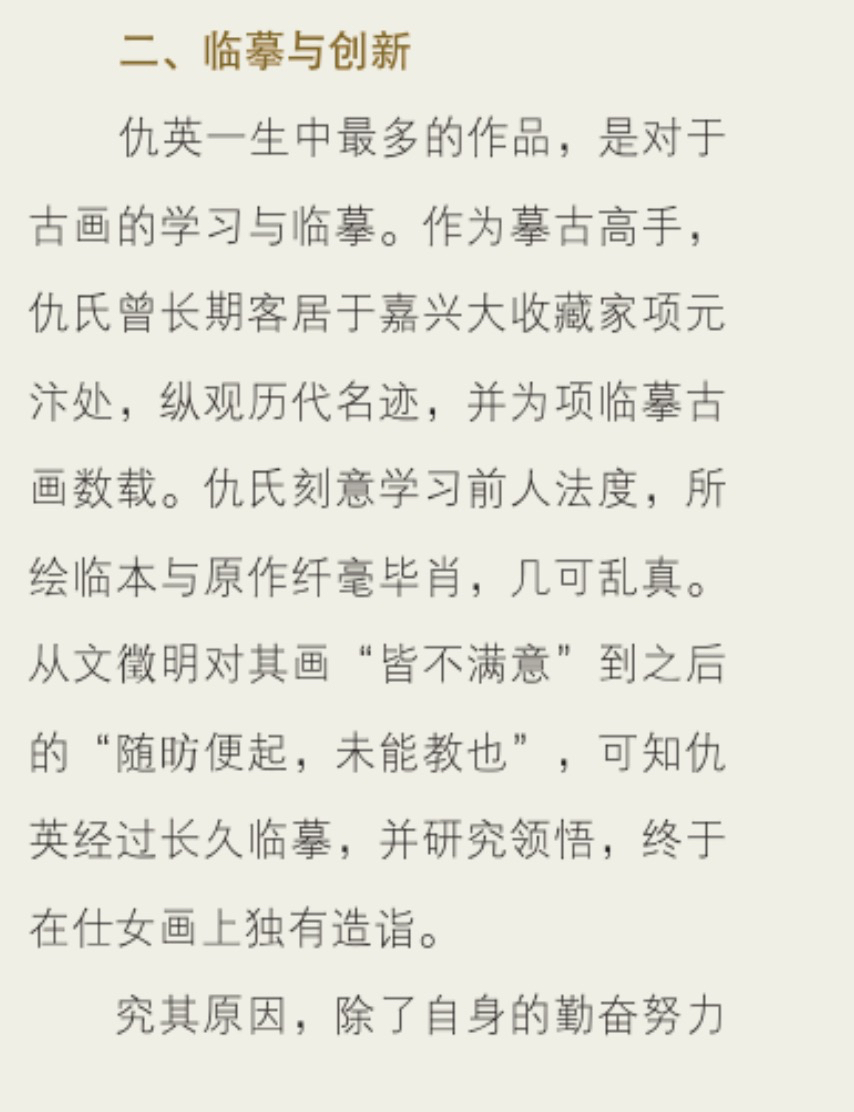 二、临摹与创新
仇英一生中最多的作品，是对于
古画的学习与临摹。作为摹古高手，
仇氏曾长期客居于嘉兴大收藏家项元
汴处，纵观历代名迹，并为项临摹古
画数载。仇氏刻意学习前人法度，所
绘临本与原作纤毫毕肖，几可乱真。
从文徵明对其画“皆不满意”到之后
的“随昉便起，未能教也”，可知仇
英经过长久临摹，并研究领悟，终于
在仕女画上独有造诣。
究其原因，除了自身的勤奋努力